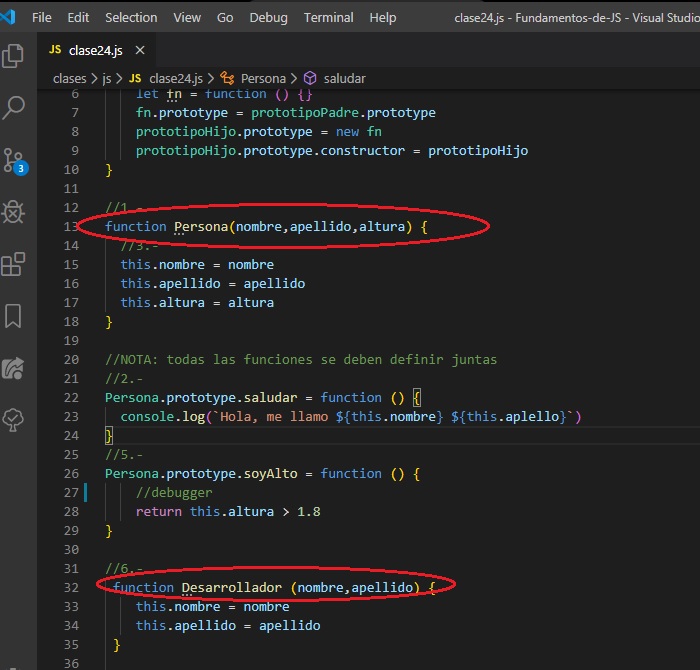 File Edit Selection View Go Debug Terminal Help clase24.js - Fundamentos-de-JS - Visual Studio
JS clase24.js ×
clases > js > JS clase24.js > Persona > saludar
6 let fn = function () {}
7 fn.prototype = prototipoPadre.prototype
8 prototipoHijo.prototype = new fn
9 prototipoHijo.prototype.constructor = prototipoHijo
10 }
11
12 //1.-
13 function Persona(nombre,apellido,altura) {
14 //3.-
15 this.nombre = nombre
16 this.apellido = apellido
17 this.altura = altura
18 }
19
20 //NOTA: todas las funciones se deben definir juntas
21 //2.-
22 Persona.prototype.saludar = function () {
23 console.log(`Hola, me llamo ${this.nombre} ${this.aplello}`)
24 }
25 //5.-
26 Persona.prototype.soyAlto = function () {
27 //debugger
28 return this.altura > 1.8
29 }
30
31 //6.-
32 function Desarrollador (nombre,apellido) {
33 this.nombre = nombre
34 this.apellido = apellido
35 }
36
3